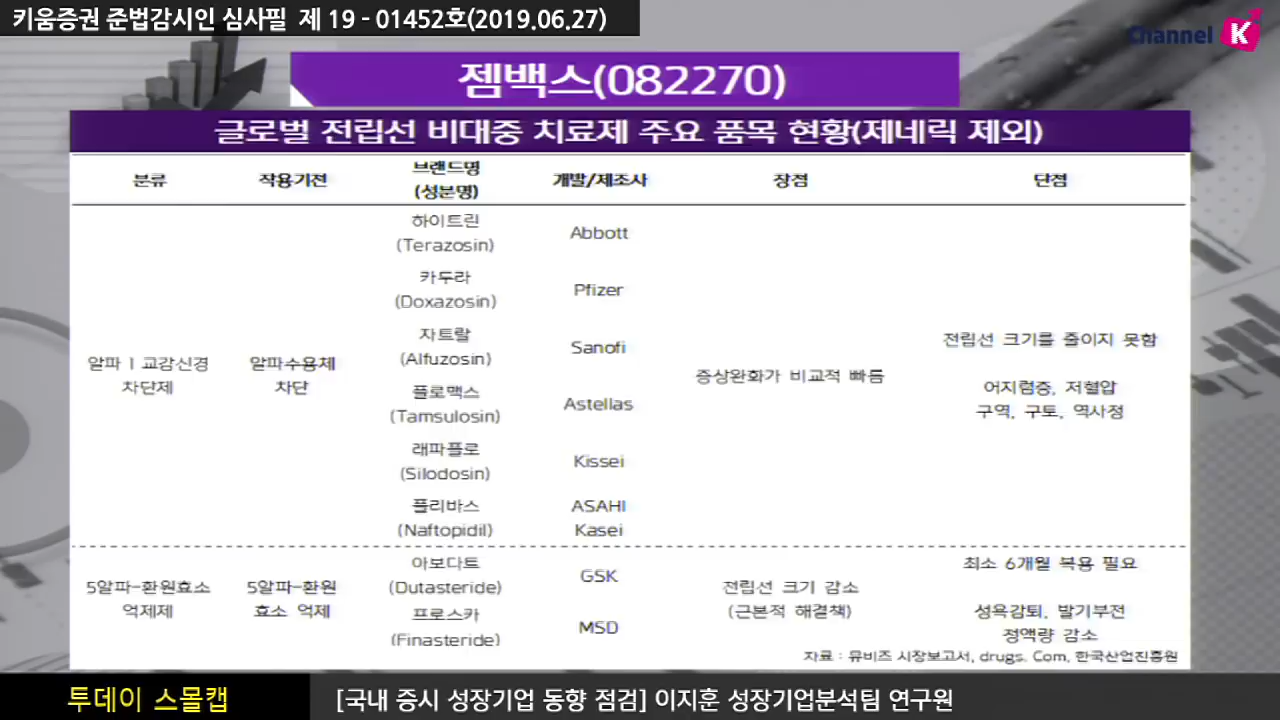 키움증권 준법감시인 심사필 제 19 - 01452호(2019.06.27)
Channel K
젬백스(082270)
글로벌 전립선 비대증 치료제 주요 품목 현황(제네릭 제외)
분류 작용기전 브랜드명 개발/제조사 장점 단점
(성분명)
하이트린
(Terazosin)
Abbott
카두라
(Doxazosin)
Pfizer
자트랄
(Alfuzosin)
Sanofi
플로맥스
(Tamsulosin)
Astellas
래파플로
(Silodosin)
Kissei
플리바스
(Naftopidil)
ASAHI
Kasei
알파 1 교감신경
차단제
알파수용체
차단
증상완화가 비교적 빠름
전립선 크기를 줄이지 못함
어지럼증, 저혈압
구역, 구토, 역사정
5알파-환원효소
억제제
5알파-환원
효소 억제
아보다트
(Dutasteride)
GSK
프로스카
(Finasteride)
MSD
전립선 크기 감소
(근본적 해결책)
최소 6개월 복용 필요
성욕감퇴, 발기부전
정액량 감소
자료 : 뮤비즈 시장보고서, drugs. Com, 한국산업진흥원
투데이 스몰캡
[국내 증시 성장기업 동향 점검] 이지훈 성장기업분석팀 연구원